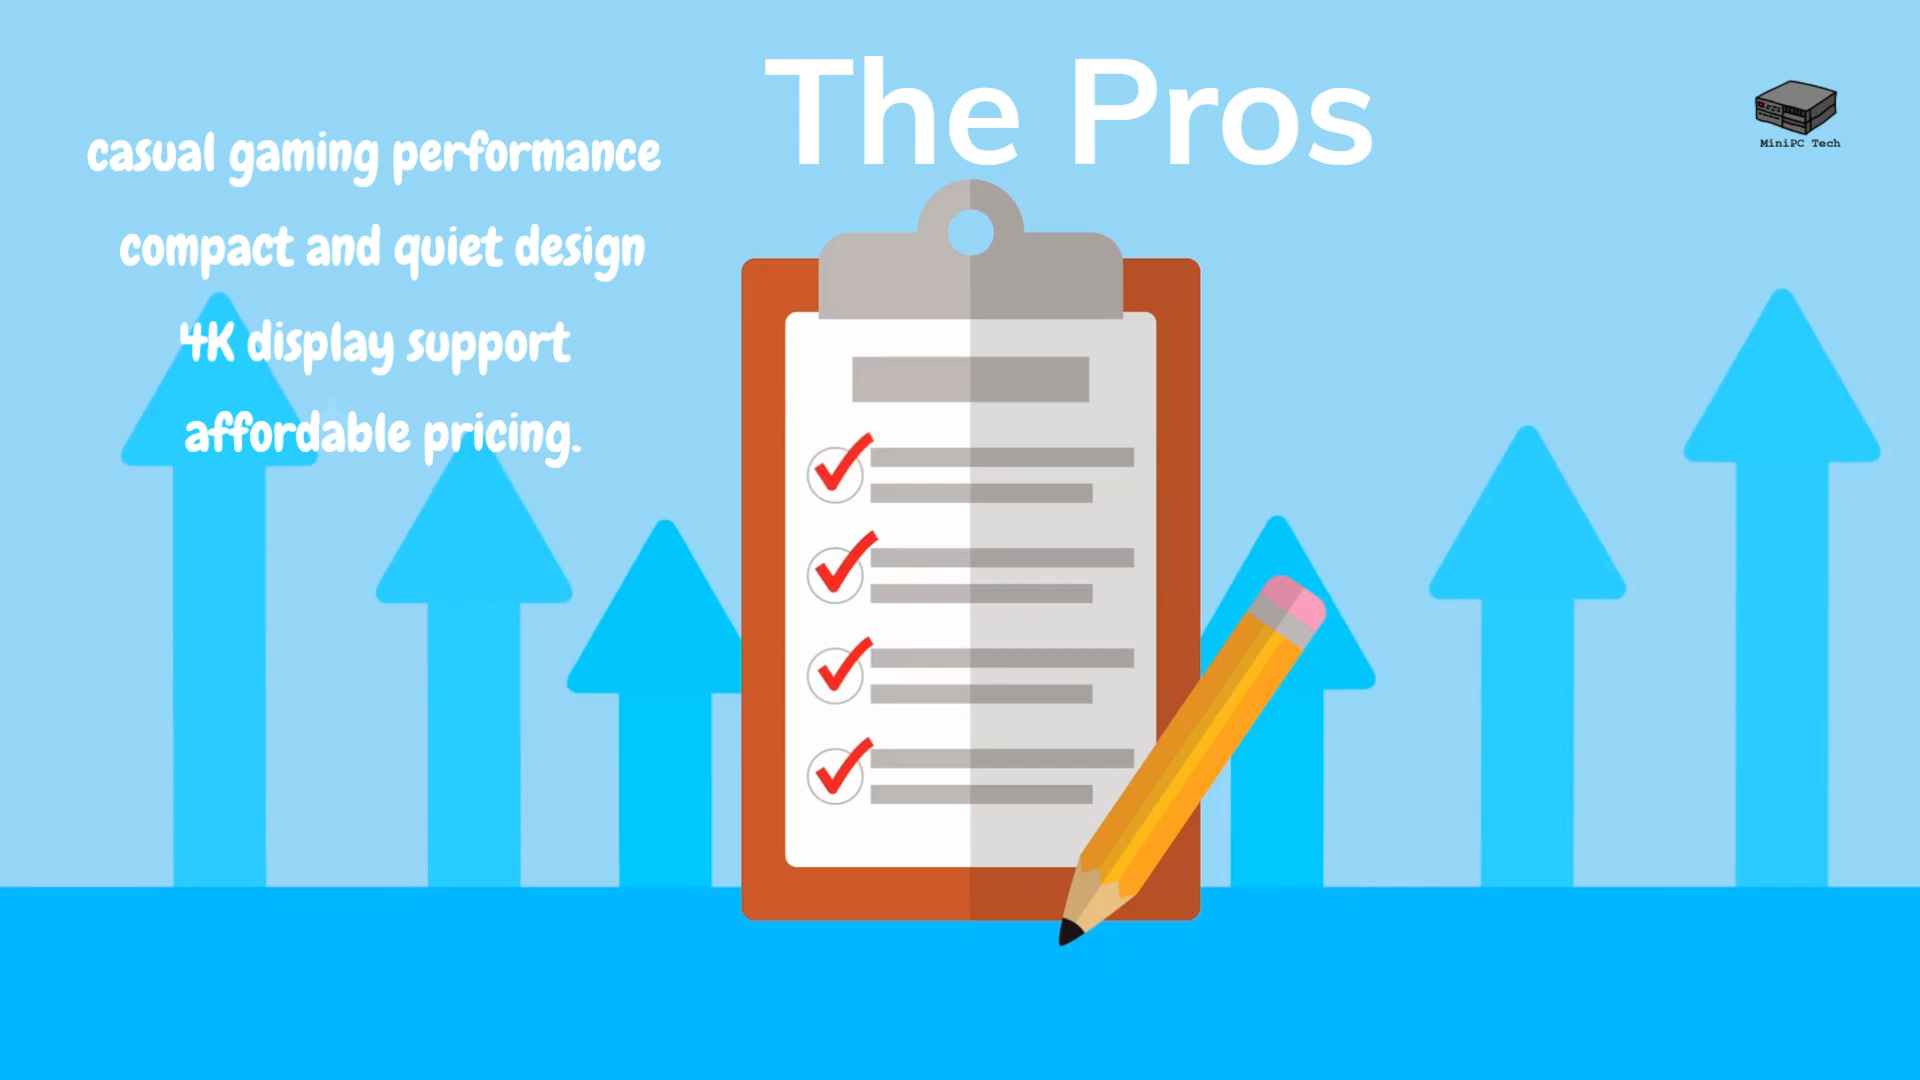 The Pros
casual gaming performance
compact and quiet design
4K display support
affordable pricing.
MiniPC Tech